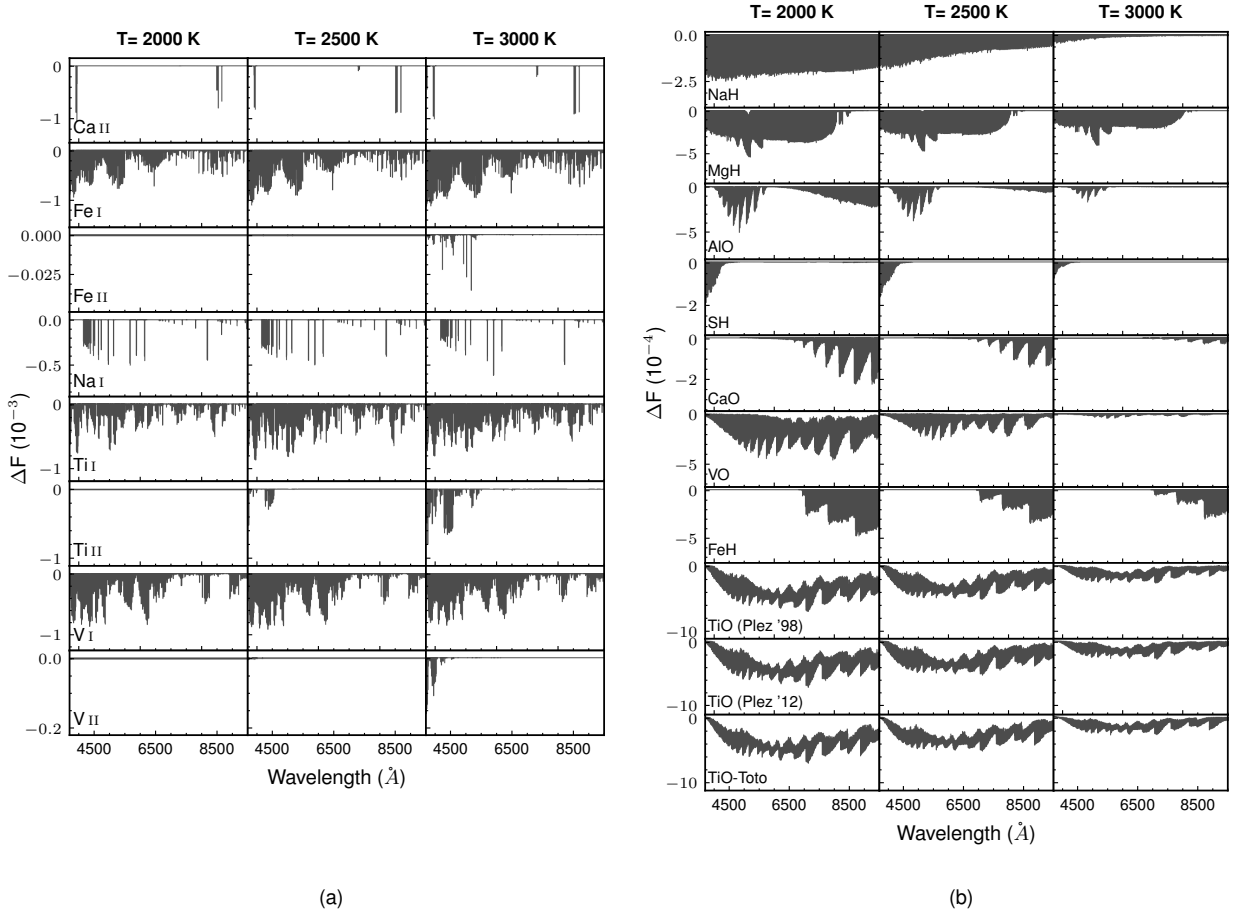 T= 2000 K T= 2500 K T= 3000 K
0
−1
Ca II
0
−1
Fe I
0.000
−0.025
Fe II
0.0
−0.5
Na I
0
−1
Ti I
0
−1
Ti II
0
−1
V I
0.0
−0.2
V II
ΔF (10⁻³)
4500 6500 8500 4500 6500 8500 4500 6500 8500
Wavelength (Å)
(a)
T= 2000 K T= 2500 K T= 3000 K
0.0
−2.5
NaH
0
−5
MgH
0
−5
AlO
0
−2
SH
0
−2
CaO
0
−5
VO
0
−5
FeH
0
−10
TiO (Plez '98)
0
−10
TiO (Plez '12)
0
−10
TiO-Toto
ΔF (10⁻⁴)
4500 6500 8500 4500 6500 8500 4500 6500 8500
Wavelength (Å)
(b)